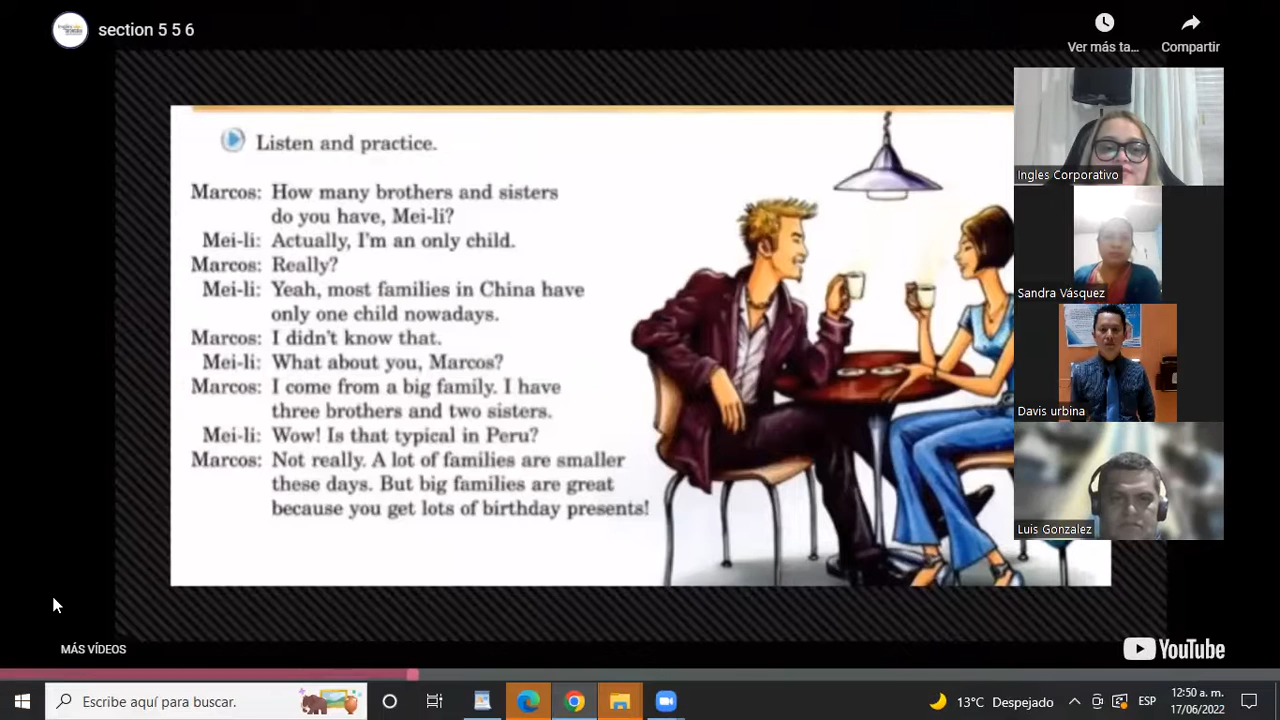 section 5 5 6
Ver más ta...
Compartir
Listen and practice.
Marcos: How many brothers and sisters
do you have, Mei-li?
Mei-li: Actually, I'm an only child.
Marcos: Really?
Mei-li: Yeah, most families in China have
only one child nowadays.
Marcos: I didn't know that.
Mei-li: What about you, Marcos?
Marcos: I come from a big family. I have
three brothers and two sisters.
Mei-li: Wow! Is that typical in Peru?
Marcos: Not really. A lot of families are smaller
these days. But big families are great
because you get lots of birthday presents!
Ingles Corporativo
Sandra Vásquez
Davis urbina
Luis Gonzalez
MÁS VÍDEOS
YouTube
Escribe aquí para buscar.
13°C Despejado
ESP
12:50 a. m.
17/06/2022